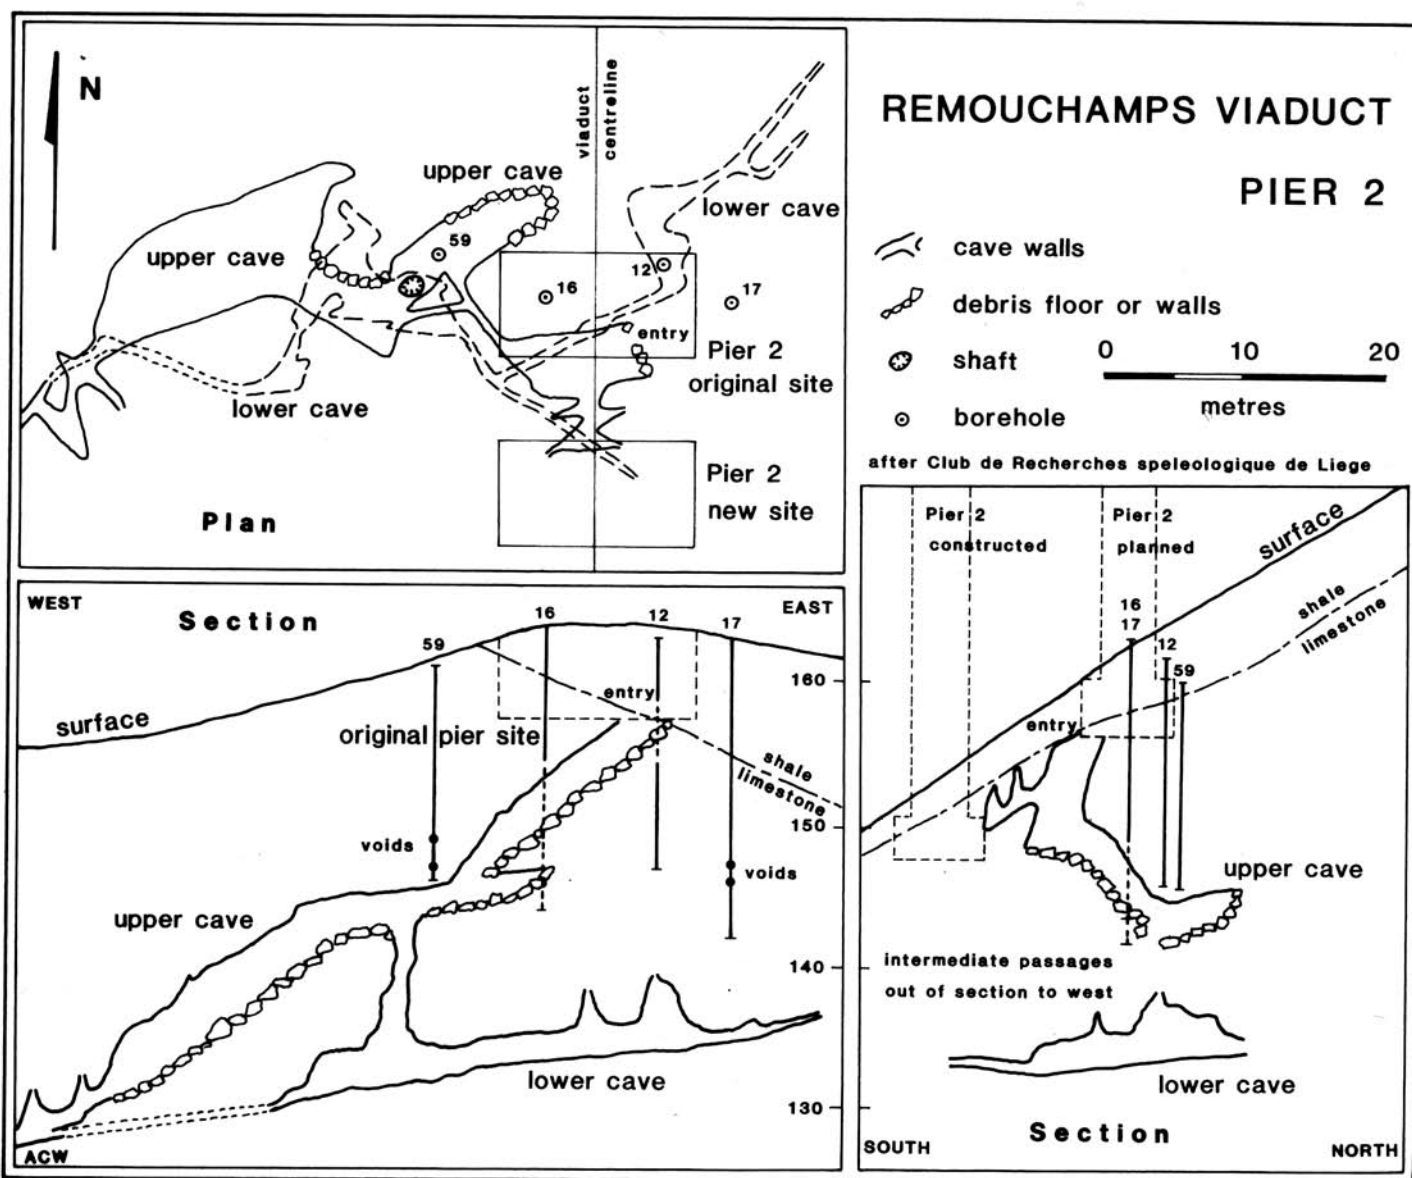 REMOUCHAMPS VIADUCT
PIER 2
cave walls
debris floor or walls
shaft
borehole
0 10 20
metres
after Club de Recherches speleologique de Liege
N
viaduct
centreline
upper cave
lower cave
59
upper cave
12
16
17
entry
Pier 2
original site
lower cave
Pier 2
new site
Plan
WEST
Section
EAST
16
12
17
59
160
entry
surface
original pier site
shale
limestone
150
voids
voids
upper cave
140
lower cave
130
ACW
Pier 2
constructed
Pier 2
planned
surface
shale
limestone
16
17
12
59
entry
upper cave
intermediate passages
out of section to west
lower cave
Section
SOUTH
NORTH